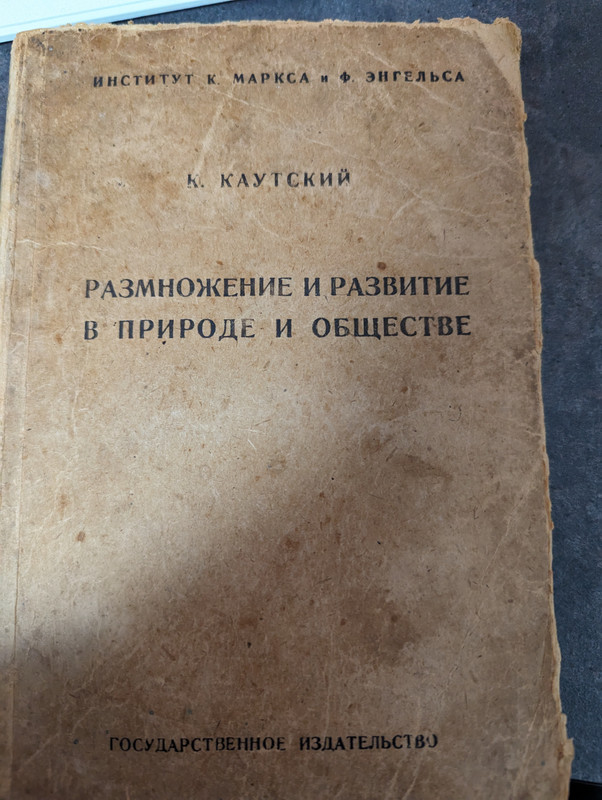 ИНСТИТУТ К. МАРКСА и Ф. ЭНГЕЛЬСА
К. КАУТСКИЙ
РАЗМНОЖЕНИЕ И РАЗВИТИЕ
В ПРИРОДЕ И ОБЩЕСТВЕ
ГОСУДАРСТВЕННОЕ ИЗДАТЕЛЬСТВО